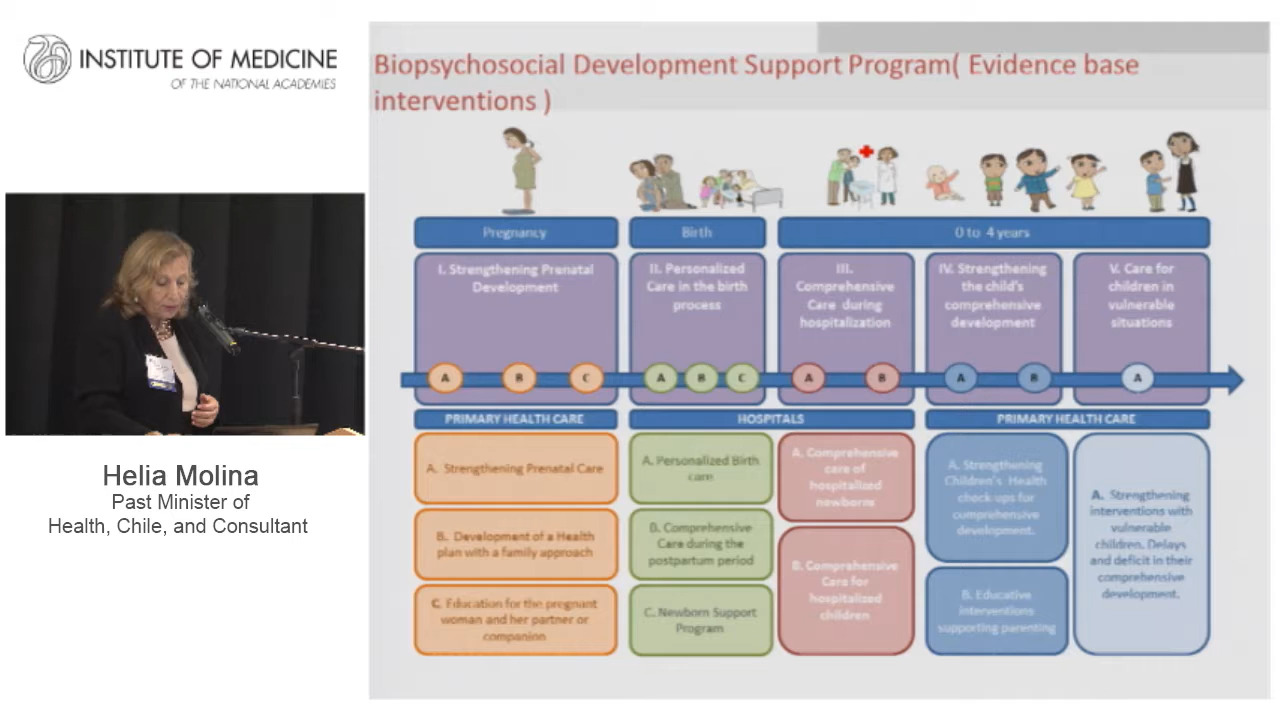 INSTITUTE OF MEDICINE
OF THE NATIONAL ACADEMIES
Helia Molina
Past Minister of
Health, Chile, and Consultant
Biopsychosocial Development Support Program( Evidence base
interventions )
Pregnancy
Birth
0 to 4 years
I. Strengthening Prenatal
Development
II. Personalized
Care in the birth
process
III.
Comprehensive
Care during
hospitalization
IV. Strengthening
the child's
comprehensive
development
V. Care for
children in
vulnerable
situations
A
B
C
A
B
C
A
B
A
B
A
PRIMARY HEALTH CARE
HOSPITALS
PRIMARY HEALTH CARE
A. Strengthening Prenatal Care
B. Development of a Health
plan with a family approach
C. Education for the pregnant
woman and her partner or
companion
A. Personalized Birth
care
B. Comprehensive
Care during the
postpartum period
C. Newborn Support
Program
A. Comprehensive
care of
hospitalized
newborns
B. Comprehensive
Care for
hospitalized
children
A. Strengthening
Children's Health
check-ups for
comprehensive
development.
B. Educative
interventions
supporting parenting
A. Strengthening
interventions with
vulnerable
children. Delays
and deficit in their
comprehensive
development.